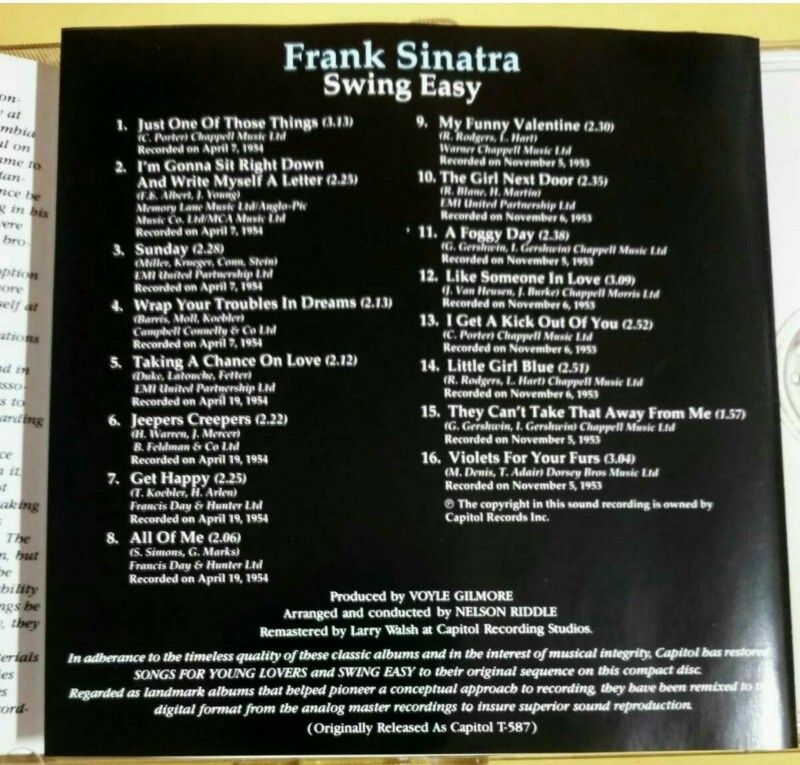 Frank Sinatra
Swing Easy
1. Just One Of Those Things (3.13)
(C. Porter) Chappell Music Ltd
Recorded on April 7, 1954
2. I'm Gonna Sit Right Down
And Write Myself A Letter (2.25)
(F.E. Albert, J. Young)
Memory Lane Music Ltd/Anglo-Pic
Music Co. Ltd/MCA Music Ltd
Recorded on April 7, 1954
3. Sunday (2.28)
(Miller, Krueger, Conn, Stein)
EMI United Partnership Ltd
Recorded on April 7, 1954
4. Wrap Your Troubles In Dreams (2.13)
(Barris, Moll, Koehler)
Campbell Connelly & Co Ltd
Recorded on April 7, 1954
5. Taking A Chance On Love (2.12)
(Duke, Latouche, Fetter)
EMI United Partnership Ltd
Recorded on April 19, 1954
6. Jeepers Creepers (2.22)
(H. Warren, J. Mercer)
B. Feldman & Co Ltd
Recorded on April 19, 1954
7. Get Happy (2.25)
(T. Koehler, H. Arlen)
Francis Day & Hunter Ltd
Recorded on April 19, 1954
8. All Of Me (2.06)
(S. Simons, G. Marks)
Francis Day & Hunter Ltd
Recorded on April 19, 1954
9. My Funny Valentine (2.30)
(R. Rodgers, L. Hart)
Warner Chappell Music Ltd
Recorded on November 5, 1953
10. The Girl Next Door (2.35)
(R. Blane, H. Martin)
EMI United Partnership Ltd
Recorded on November 6, 1953
11. A Foggy Day (2.38)
(G. Gershwin, I. Gershwin) Chappell Music Ltd
Recorded on November 5, 1953
12. Like Someone In Love (3.09)
(J. Van Heusen, J. Burke) Chappell Morris Ltd
Recorded on November 6, 1953
13. I Get A Kick Out Of You (2.52)
(C. Porter) Chappell Music Ltd
Recorded on November 6, 1953
14. Little Girl Blue (2.51)
(R. Rodgers, L. Hart) Chappell Music Ltd
Recorded on November 6, 1953
15. They Can't Take That Away From Me (1.57)
(G. Gershwin, I. Gershwin) Chappell Music Ltd
Recorded on November 5, 1953
16. Violets For Your Furs (3.04)
(M. Denis, T. Adair) Dorsey Bros Music Ltd
Recorded on November 5, 1953
℗ The copyright in this sound recording is owned by
Capitol Records Inc.
Produced by VOYLE GILMORE
Arranged and conducted by NELSON RIDDLE
Remastered by Larry Walsh at Capitol Recording Studios.
In adherance to the timeless quality of these classic albums and in the interest of musical integrity, Capitol has restored
SONGS FOR YOUNG LOVERS and SWING EASY to their original sequence on this compact disc.
Regarded as landmark albums that helped pioneer a conceptual approach to recording, they have been remixed to
digital format from the analog master recordings to insure superior sound reproduction.
(Originally Released As Capitol T-587)